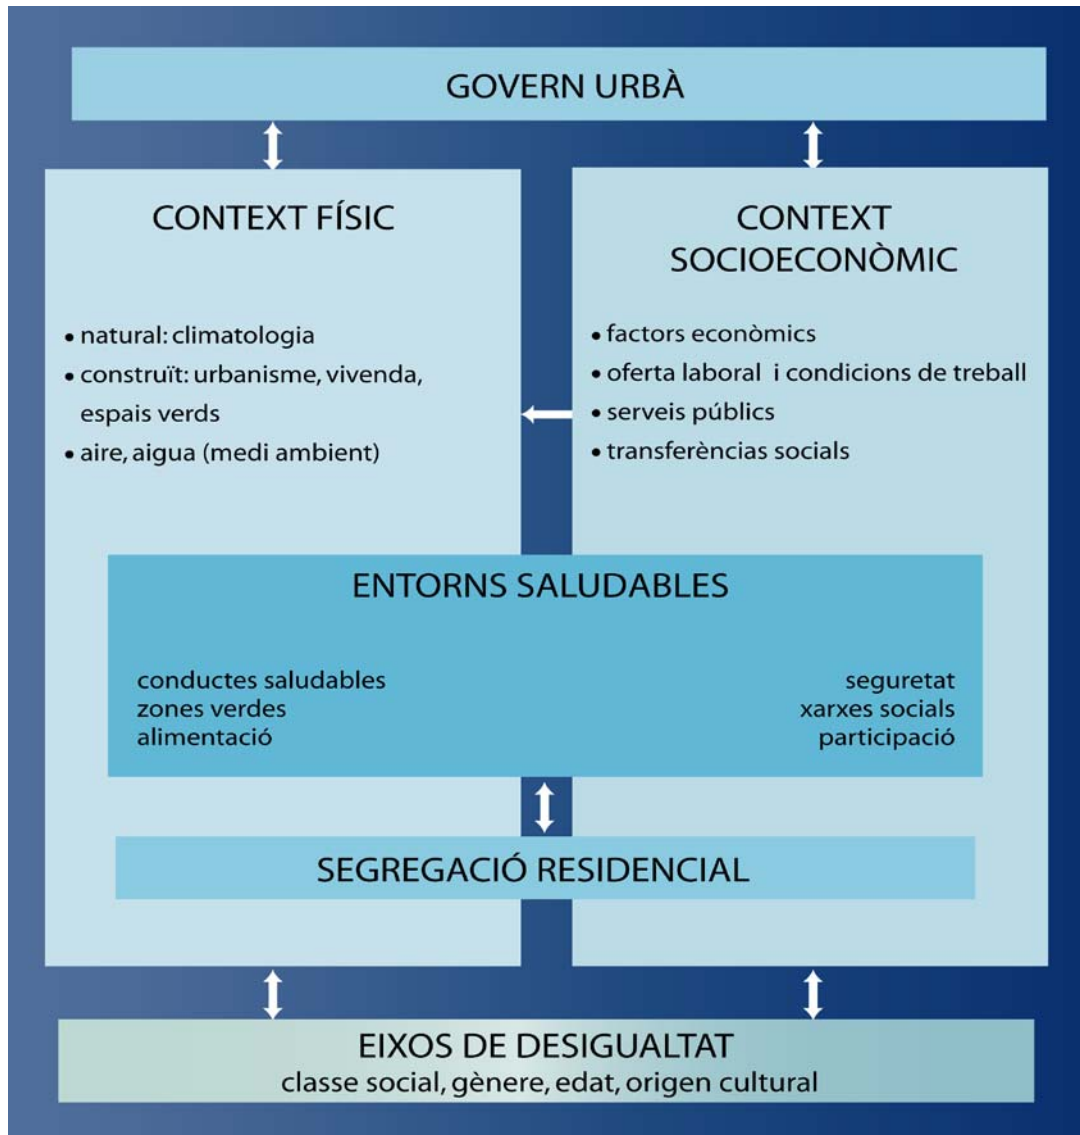 GOVERN URBÀ
CONTEXT FÍSIC
• natural: climatologia
• construït: urbanisme, vivenda,
espais verds
• aire, aigua (medi ambient)
CONTEXT
SOCIOECONÒMIC
• factors econòmics
• oferta laboral i condicions de treball
• serveis públics
• transferències socials
ENTORNS SALUDABLES
conductes saludables
zones verdes
alimentació
seguretat
xarxes socials
participació
SEGREGACIÓ RESIDENCIAL
EIXOS DE DESIGUALTAT
classe social, gènere, edat, origen cultural